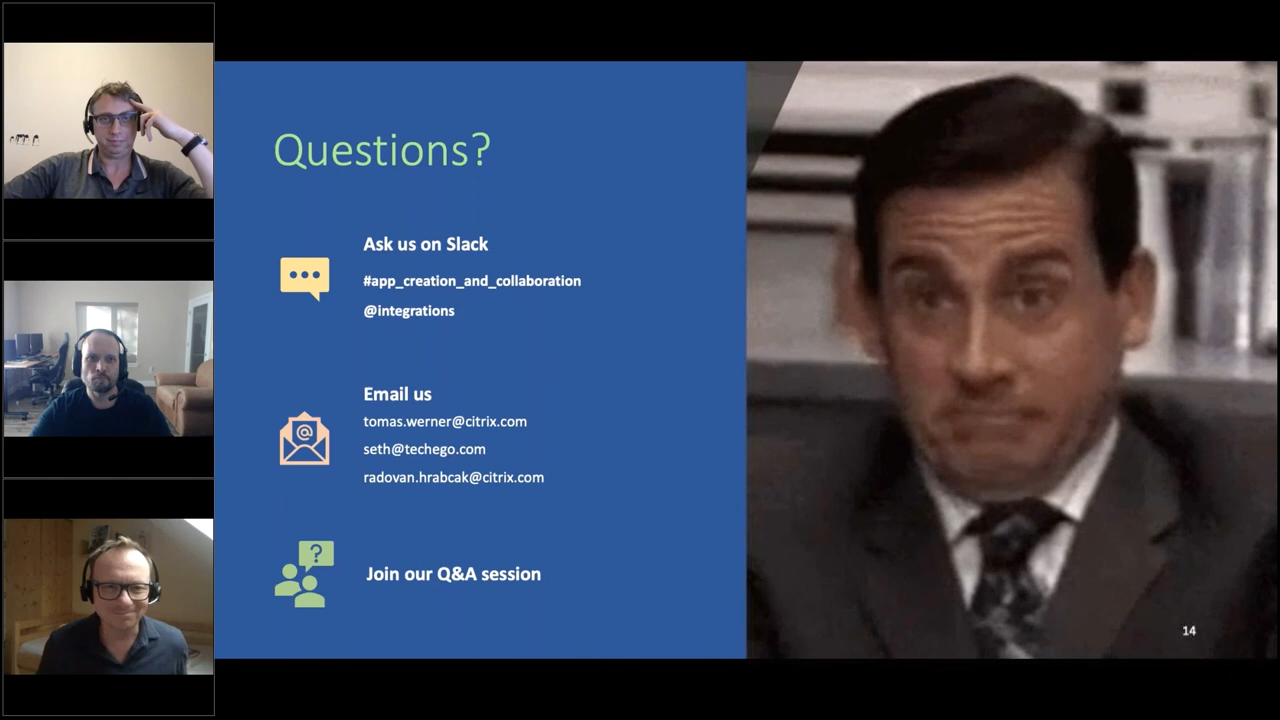 Questions?
Ask us on Slack
#app_creation_and_collaboration
@integrations
Email us
tomas.werner@citrix.com
seth@techego.com
radovan.hrabcak@citrix.com
Join our Q&A session
14